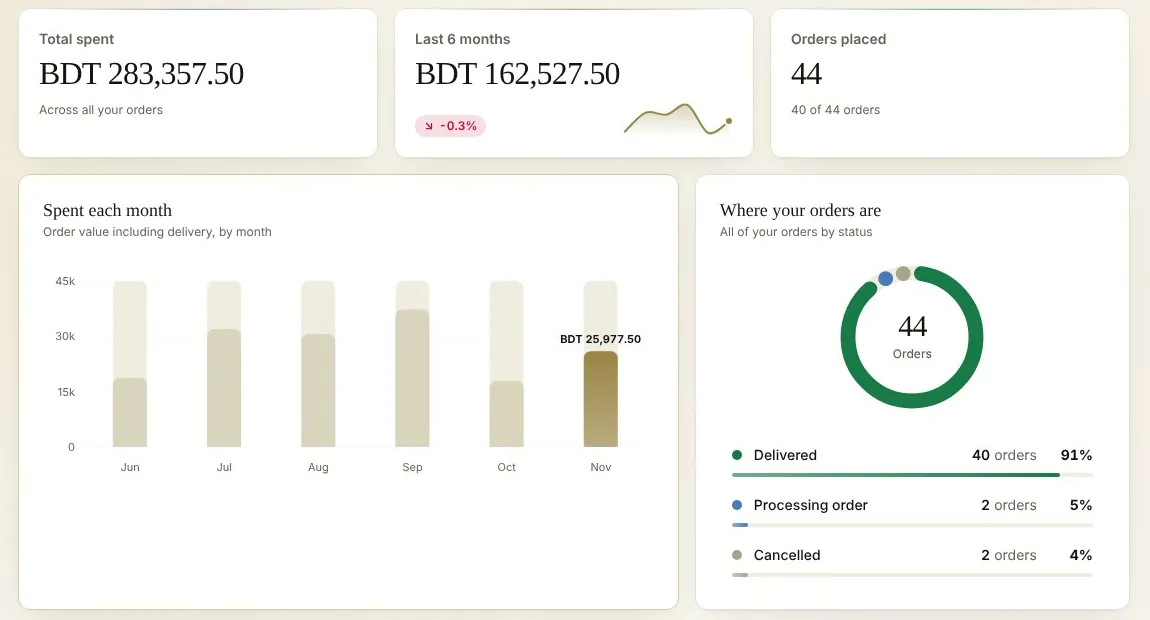 Total spent
BDT 283,357.50
Across all your orders
Last 6 months
BDT 162,527.50
-0.3%
Orders placed
44
40 of 44 orders
Spent each month
Order value including delivery, by month
45k
30k
15k
0
BDT 25,977.50
Jun Jul Aug Sep Oct Nov
Where your orders are
All of your orders by status
44
Orders
Delivered 40 orders 91%
Processing order 2 orders 5%
Cancelled 2 orders 4%